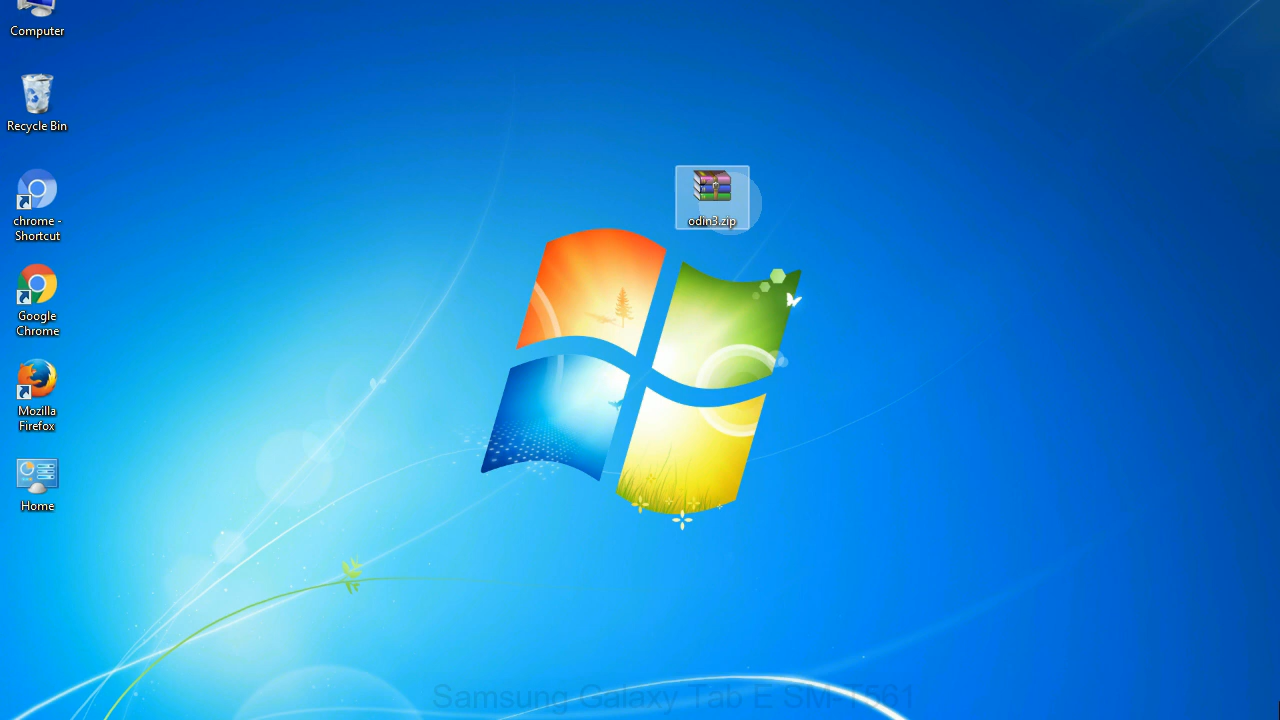 Computer
Recycle Bin
chrome -
Shortcut
Google
Chrome
Mozilla
Firefox
Home
odin3.zip
Samsung Galaxy Tab E SM-T561